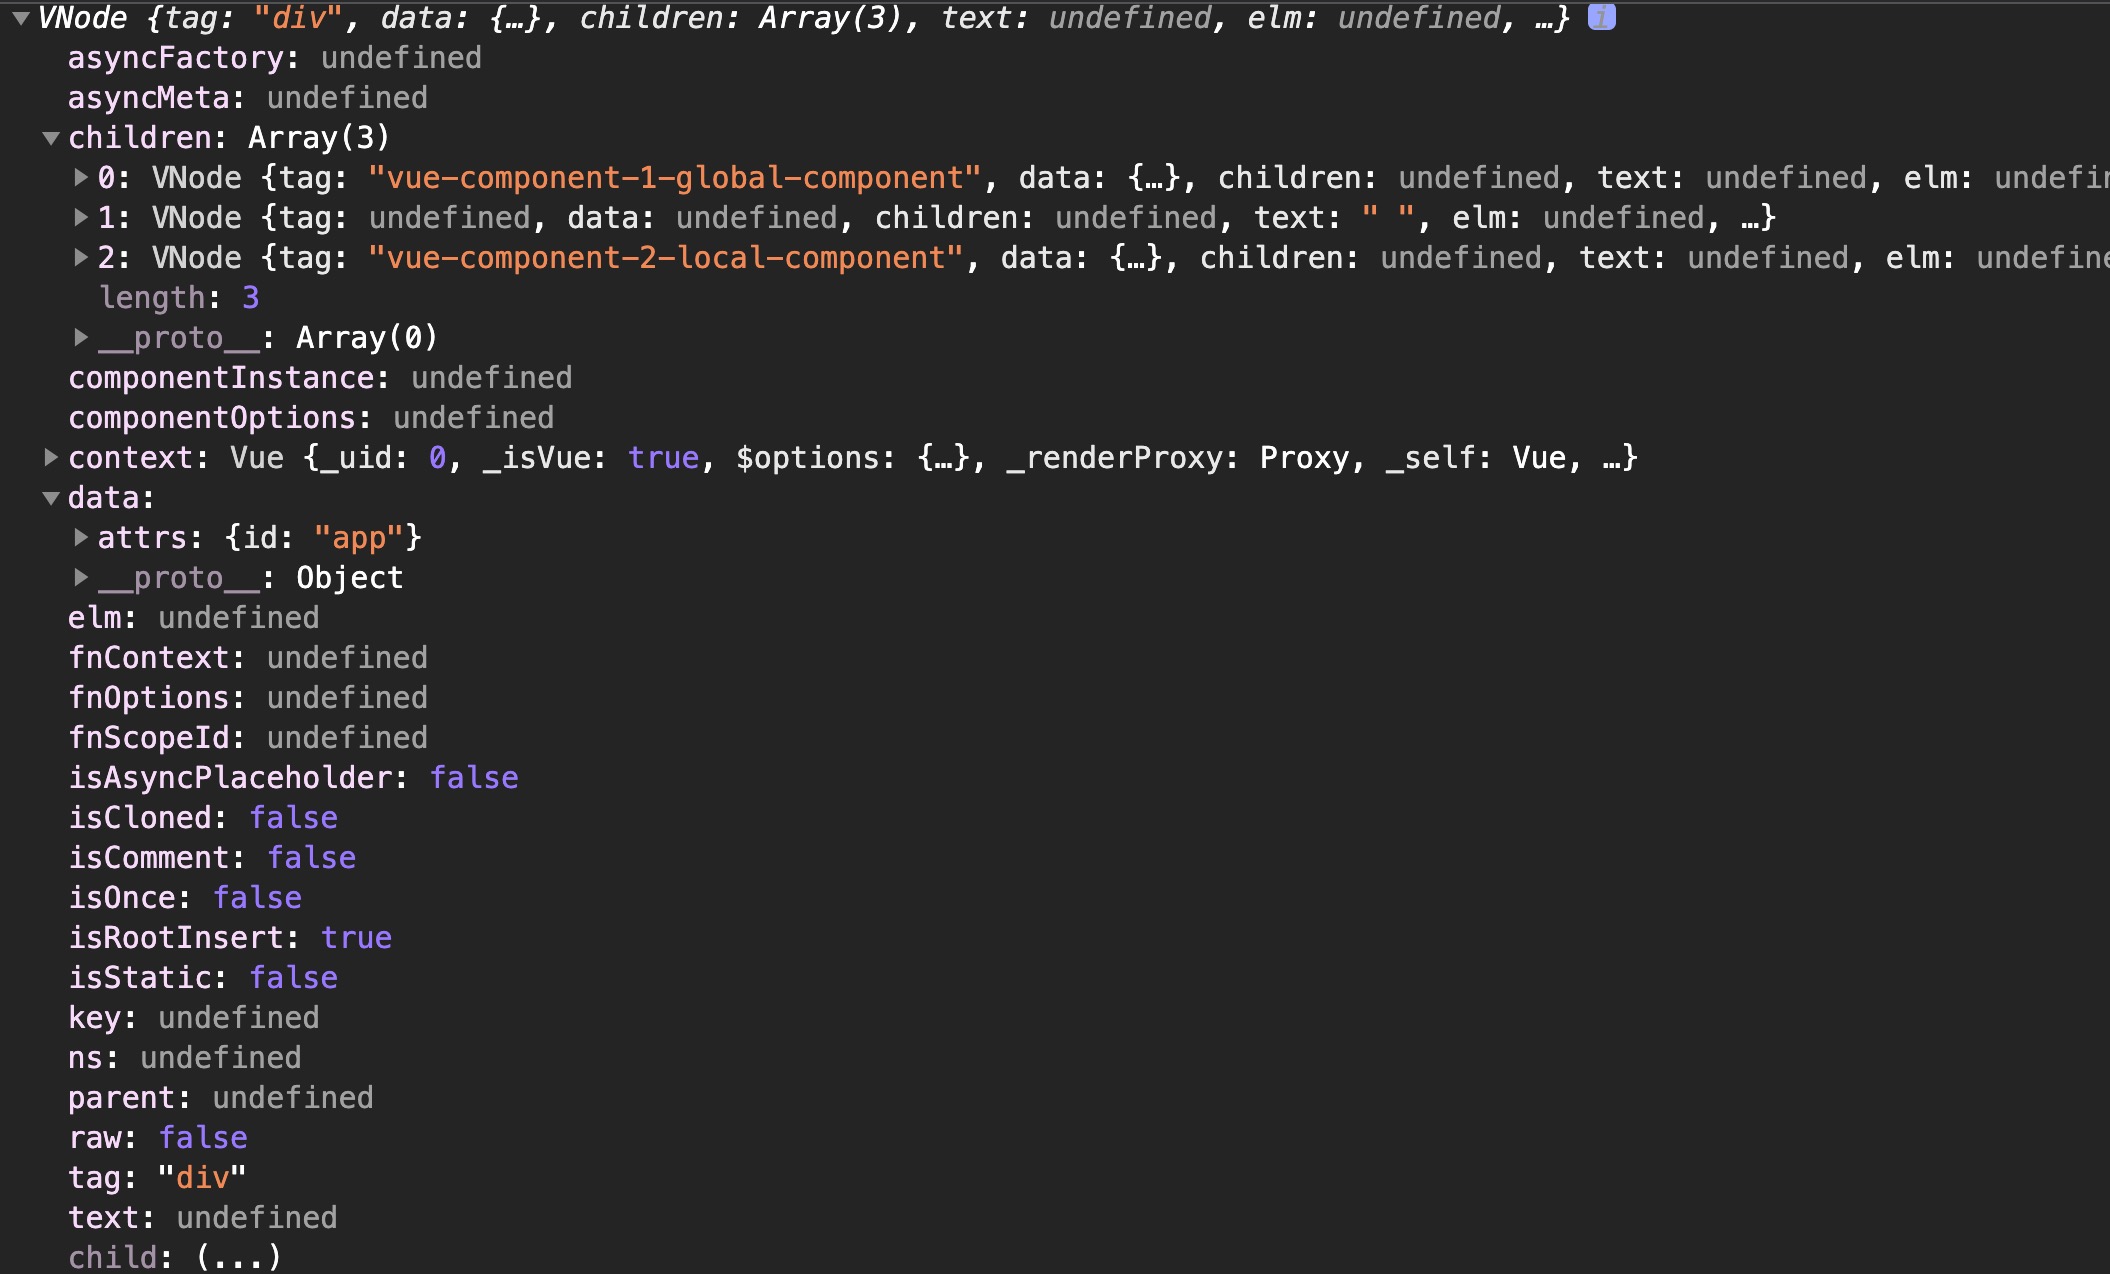 ▼VNode {tag: "div", data: {…}, children: Array(3), text: undefined, elm: undefined, …} i
asyncFactory: undefined
asyncMeta: undefined
▼children: Array(3)
▶0: VNode {tag: "vue-component-1-global-component", data: {…}, children: undefined, text: undefined, elm: undefin
▶1: VNode {tag: undefined, data: undefined, children: undefined, text: " ", elm: undefined, …}
▶2: VNode {tag: "vue-component-2-local-component", data: {…}, children: undefined, text: undefined, elm: undefine
length: 3
▶__proto__: Array(0)
componentInstance: undefined
componentOptions: undefined
▶context: Vue {_uid: 0, _isVue: true, $options: {…}, _renderProxy: Proxy, _self: Vue, …}
▼data:
▶attrs: {id: "app"}
▶__proto__: Object
elm: undefined
fnContext: undefined
fnOptions: undefined
fnScopeId: undefined
isAsyncPlaceholder: false
isCloned: false
isComment: false
isOnce: false
isRootInsert: true
isStatic: false
key: undefined
ns: undefined
parent: undefined
raw: false
tag: "div"
text: undefined
child: (...)